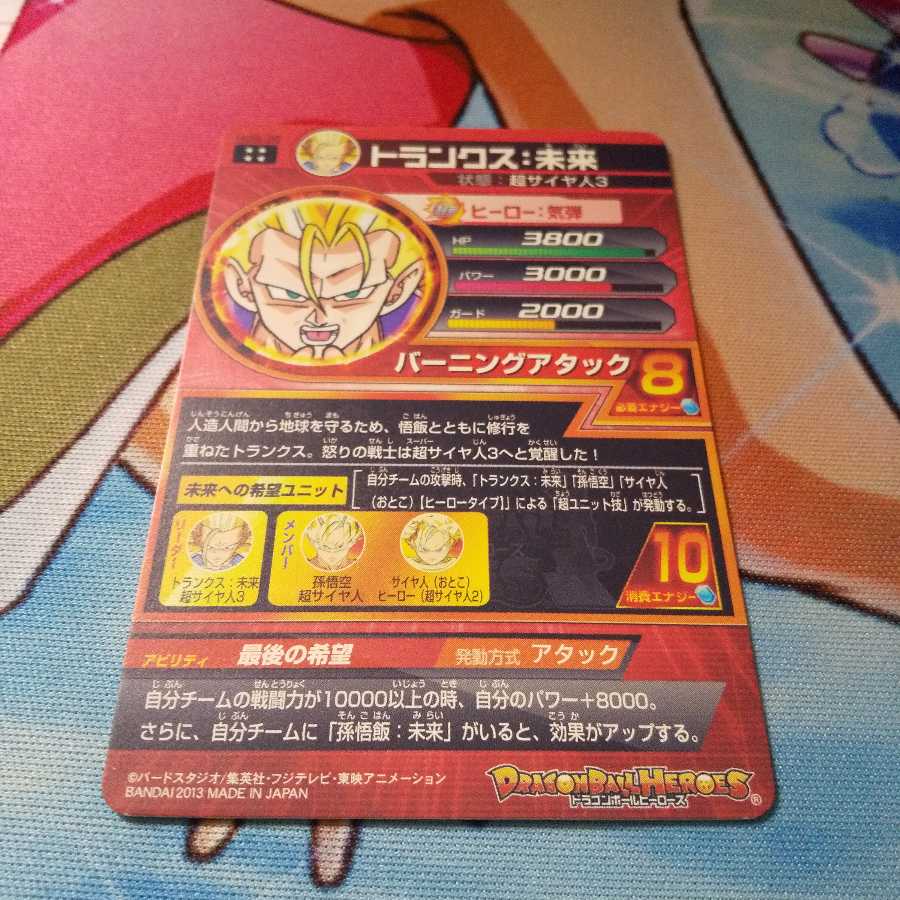 トランクス：未来
状態：超サイヤ人3
ヒーロー：気弾
HP 3800
パワー 3000
ガード 2000
バーニングアタック 8
必要エナジー
人造人間から地球を守るため、悟飯とともに修行を
重ねたトランクス。怒りの戦士は超サイヤ人3へと覚醒した！
未来への希望ユニット
自分チームの攻撃時、「トランクス：未来」「孫悟空」「サイヤ人
（おとこ）【ヒーロータイプ】」による「超ユニット技」が発動する。
リーダー
トランクス：未来
超サイヤ人3
メンバー
孫悟空
超サイヤ人
サイヤ人（おとこ）
ヒーロー（超サイヤ人2）
10
消費エナジー
アビリティ 最後の希望 発動方式 アタック
自分チームの戦闘力が10000以上の時、自分のパワー＋8000。
さらに、自分チームに「孫悟飯：未来」がいると、効果がアップする。
©バードスタジオ/集英社・フジテレビ・東映アニメーション
BANDAI 2013 MADE IN JAPAN
DRAGONBALL HEROES
ドラゴンボールヒーローズ®